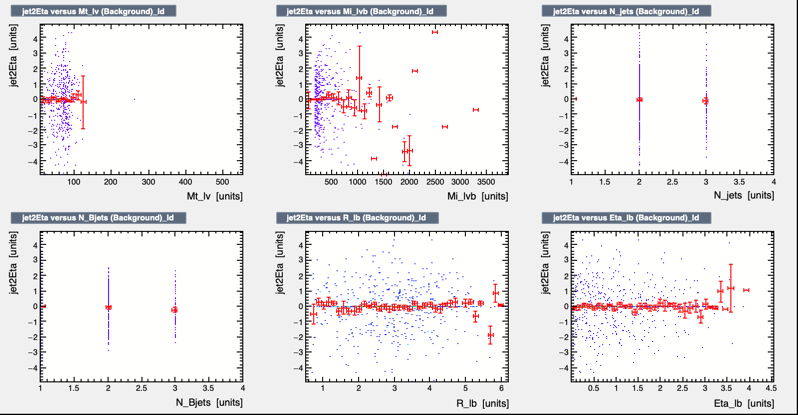 jet2Eta versus Mt_lv (Background)_Id
jet2Eta [units]
4
3
2
1
0
−1
−2
−3
−4
100 200 300 400 500
Mt_lv [units]
jet2Eta versus Mi_lvb (Background)_Id
jet2Eta [units]
4
3
2
1
0
−1
−2
−3
−4
500 1000 1500 2000 2500 3000 3500
Mi_lvb [units]
jet2Eta versus N_jets (Background)_Id
jet2Eta [units]
4
3
2
1
0
−1
−2
−3
−4
1 1.5 2 2.5 3 3.5 4
N_jets [units]
jet2Eta versus N_Bjets (Background)_Id
jet2Eta [units]
4
3
2
1
0
−1
−2
−3
−4
1 1.5 2 2.5 3 3.5 4
N_Bjets [units]
jet2Eta versus R_lb (Background)_Id
jet2Eta [units]
4
3
2
1
0
−1
−2
−3
−4
1 2 3 4 5 6
R_lb [units]
jet2Eta versus Eta_lb (Background)_Id
jet2Eta [units]
4
3
2
1
0
−1
−2
−3
−4
0.5 1 1.5 2 2.5 3 3.5 4 4.5
Eta_lb [units]